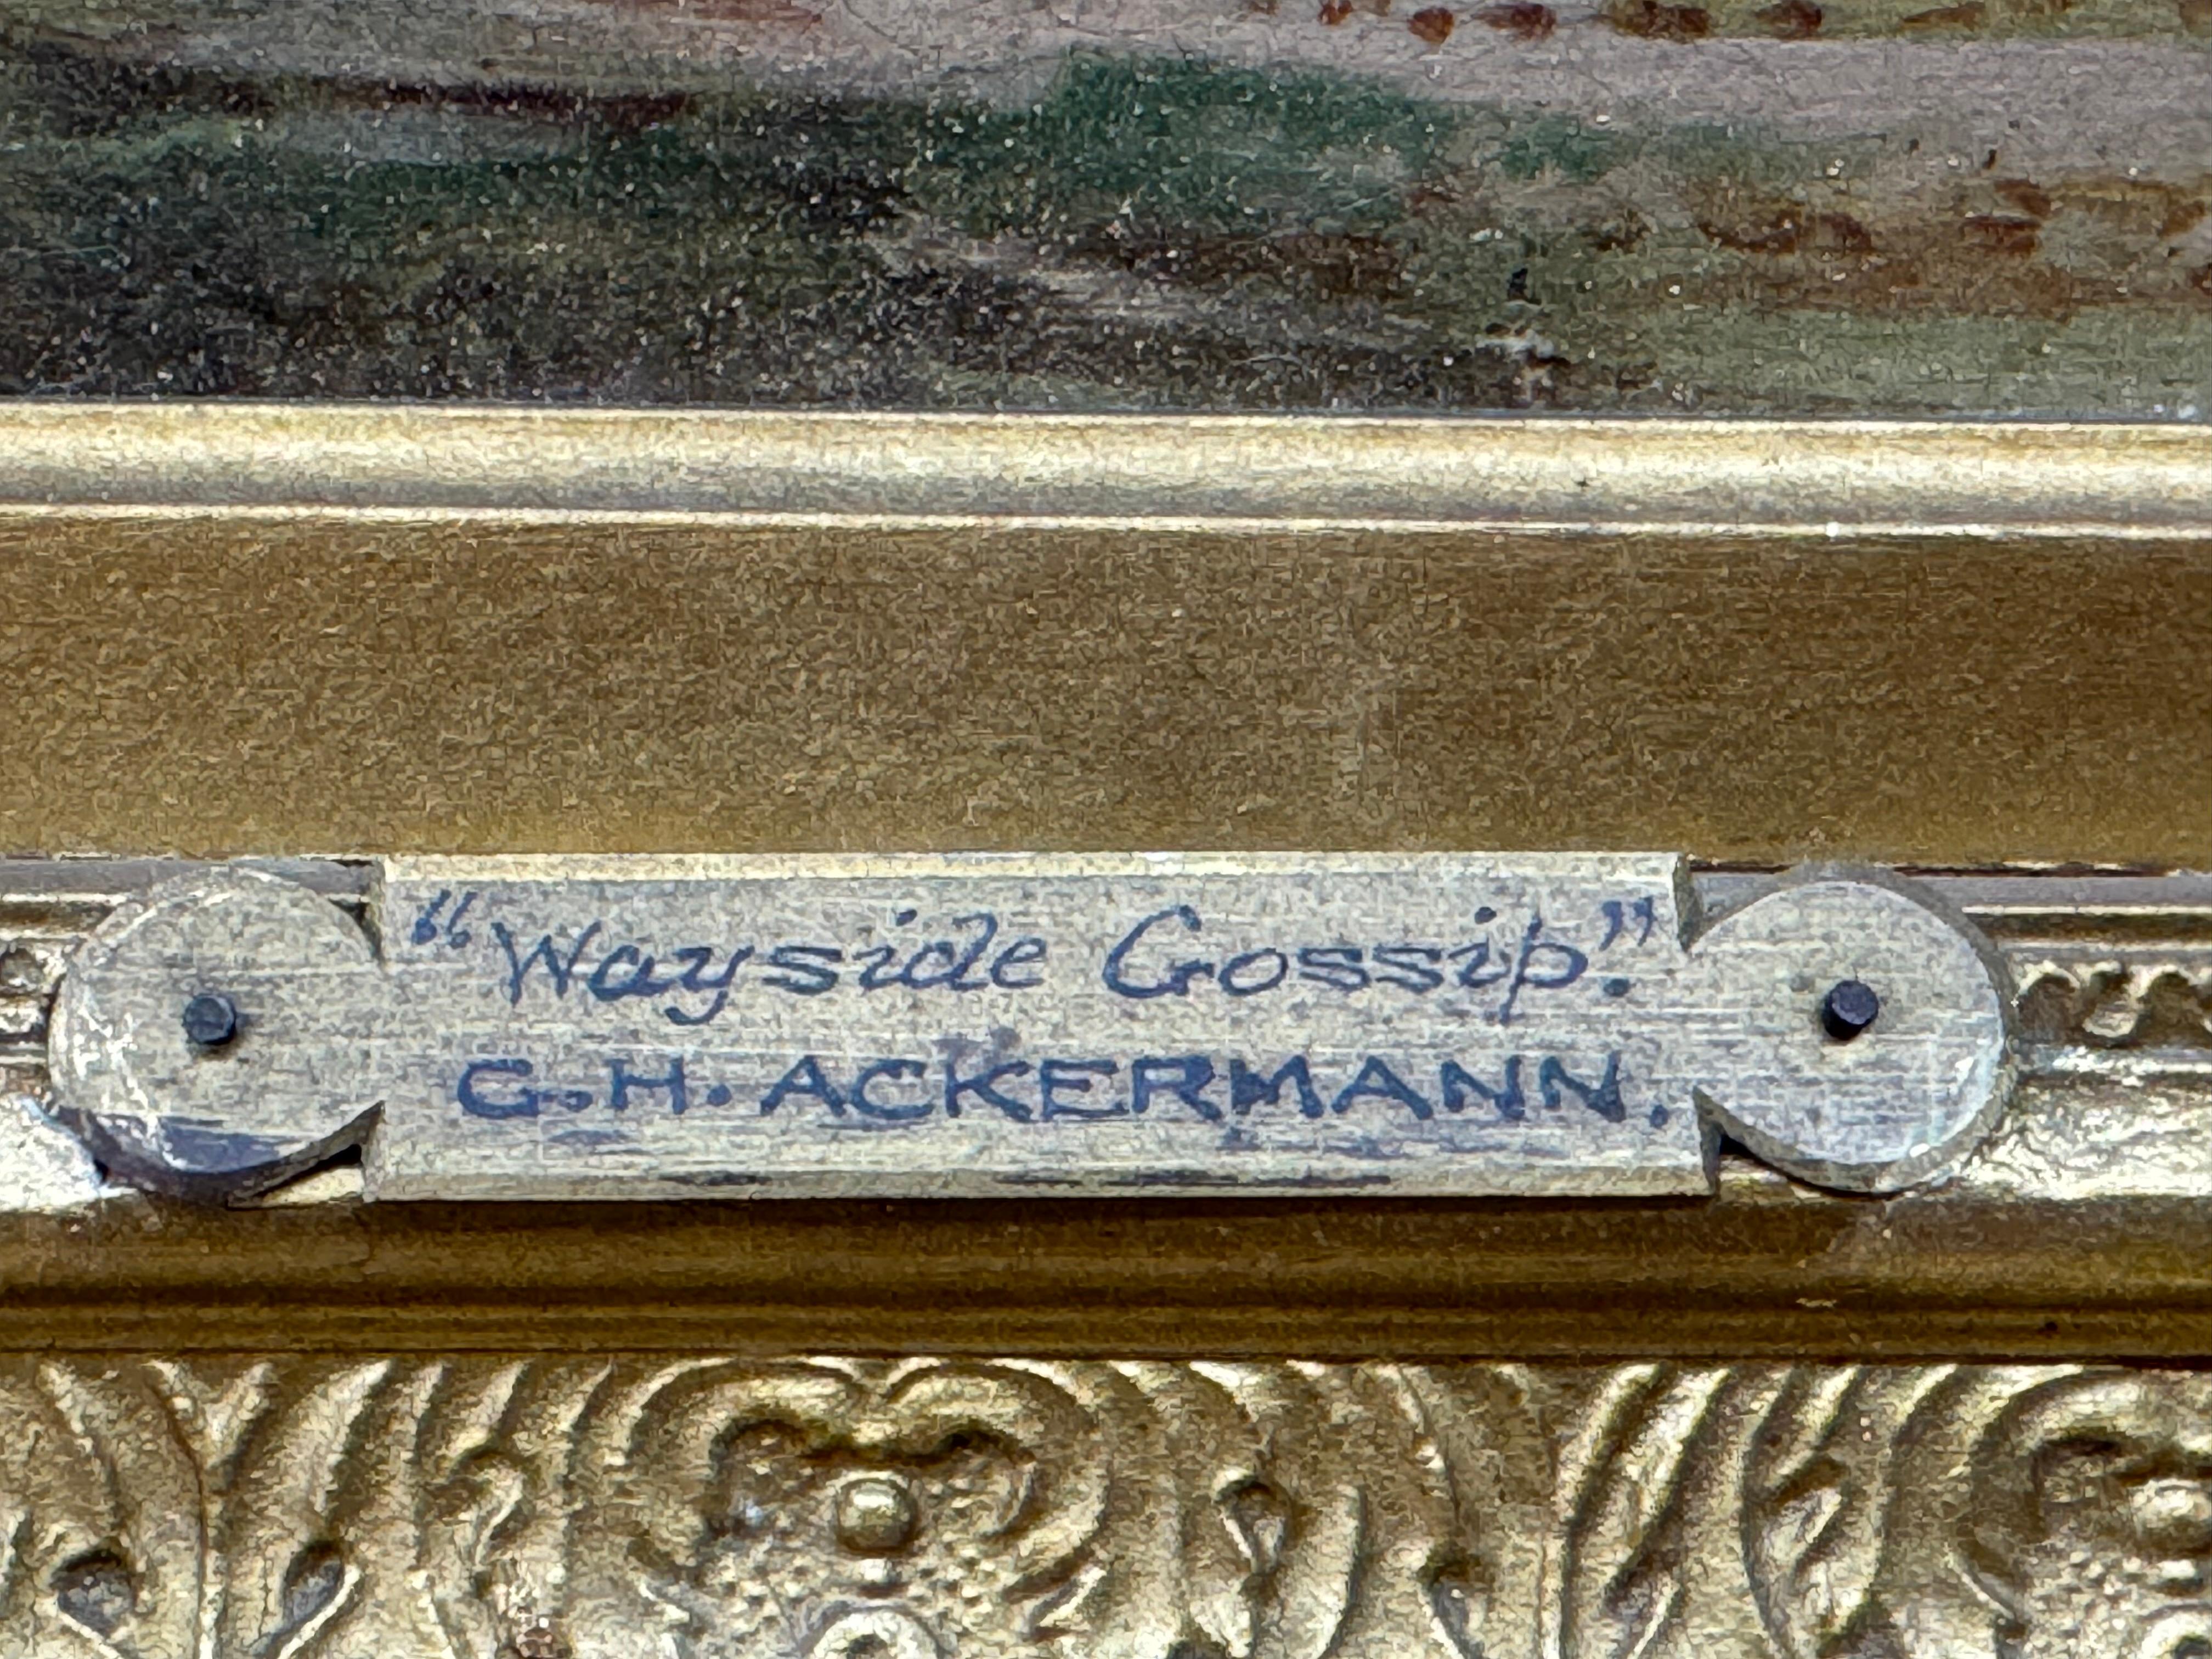 "Wayside Gossip."
G.H. ACKERMANN.